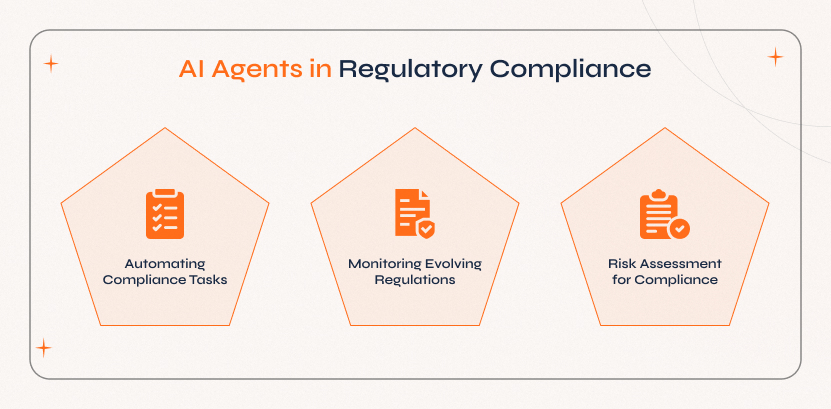 AI Agents in Regulatory Compliance
Automating
Compliance Tasks
Monitoring Evolving
Regulations
Risk Assessment
for Compliance